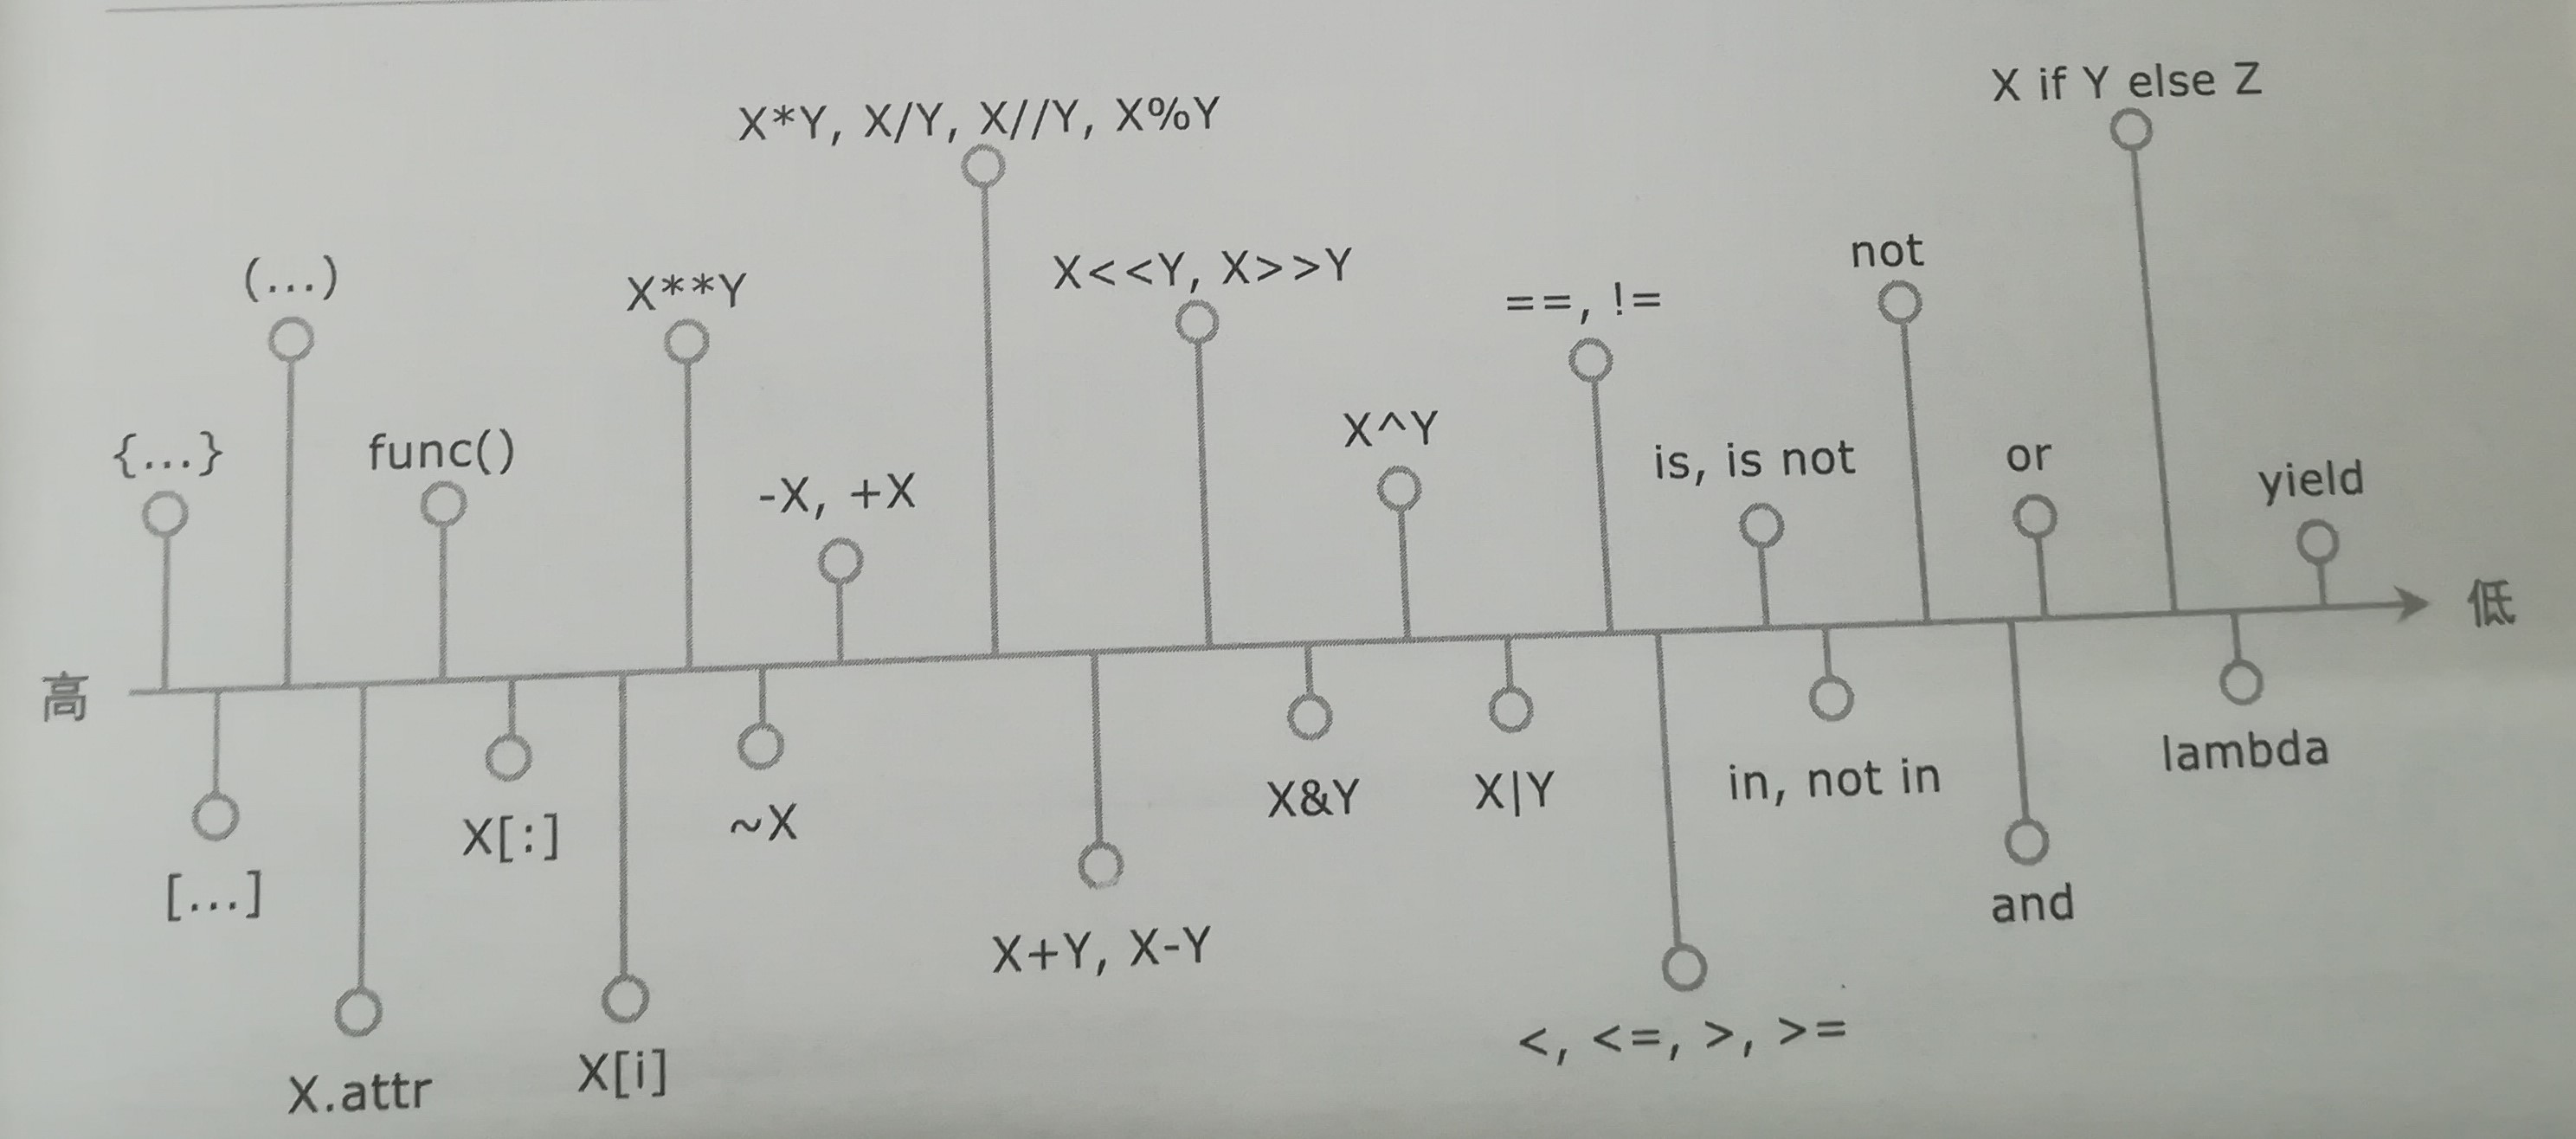 X if Y else Z
X*Y, X/Y, X//Y, X%Y
(...)
X**Y
X<<Y, X>>Y
==, !=
not
{...}
func()
-X, +X
X^Y
is, is not
or
yield
高
低
[...]
X[:]
~X
X&Y
X|Y
in, not in
lambda
X.attr
X[i]
X+Y, X-Y
<, <=, >, >=
and